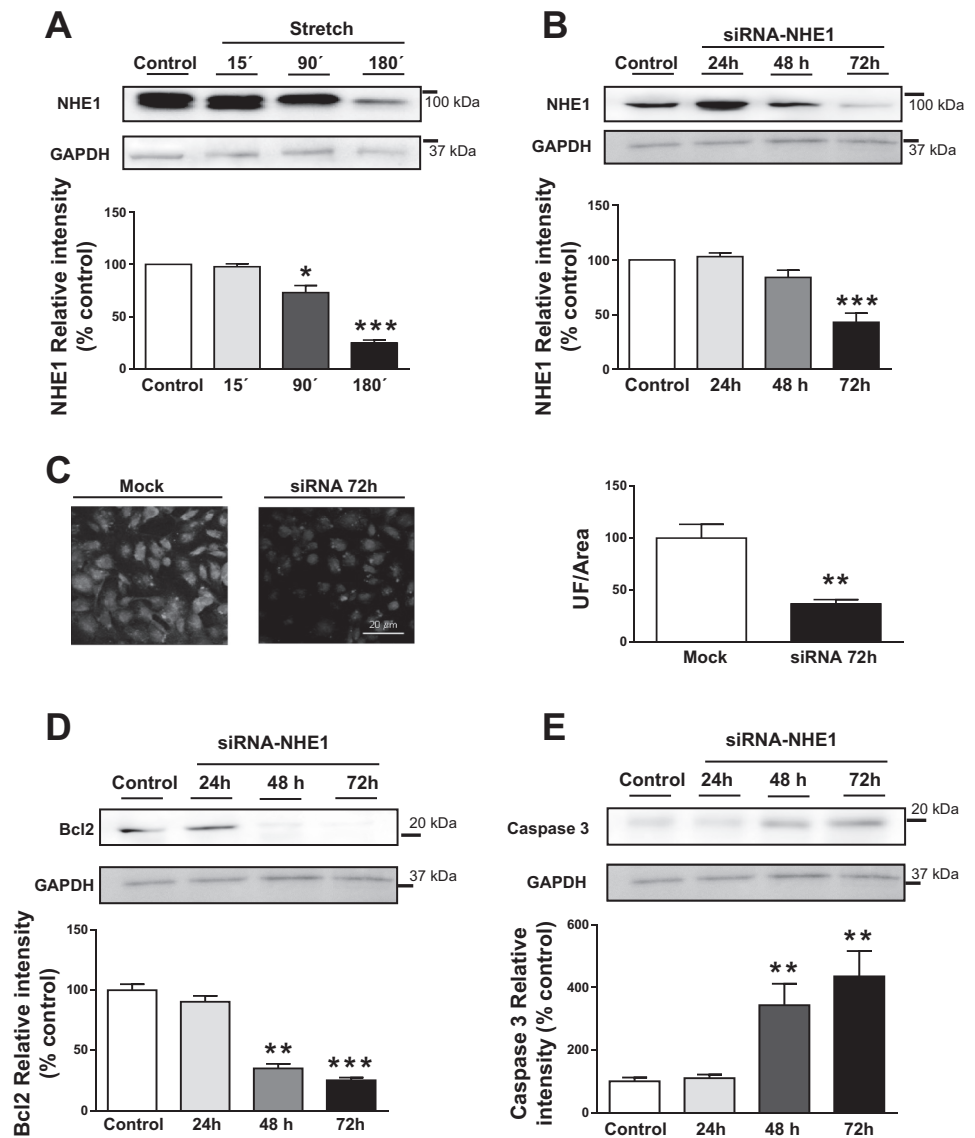 A
Stretch
Control 15´ 90´ 180´
NHE1
100 kDa
GAPDH
37 kDa
NHE1 Relative intensity
(% control)
150
100
50
0
*
***
Control 15´ 90´ 180´
B
siRNA-NHE1
Control 24h 48 h 72h
NHE1
100 kDa
GAPDH
37 kDa
NHE1 Relative intensity
(% control)
150
100
50
0
***
Control 24h 48 h 72h
C
Mock
siRNA 72h
20 µm
UF/Area
150
100
50
0
**
Mock siRNA 72h
D
siRNA-NHE1
Control 24h 48 h 72h
Bcl2
20 kDa
GAPDH
37 kDa
Bcl2 Relative intensity
(% control)
150
100
50
0
**
***
Control 24h 48 h 72h
E
siRNA-NHE1
Control 24h 48 h 72h
Caspase 3
20 kDa
GAPDH
37 kDa
Caspase 3 Relative
intensity (% control)
600
400
200
0
**
**
Control 24h 48 h 72h